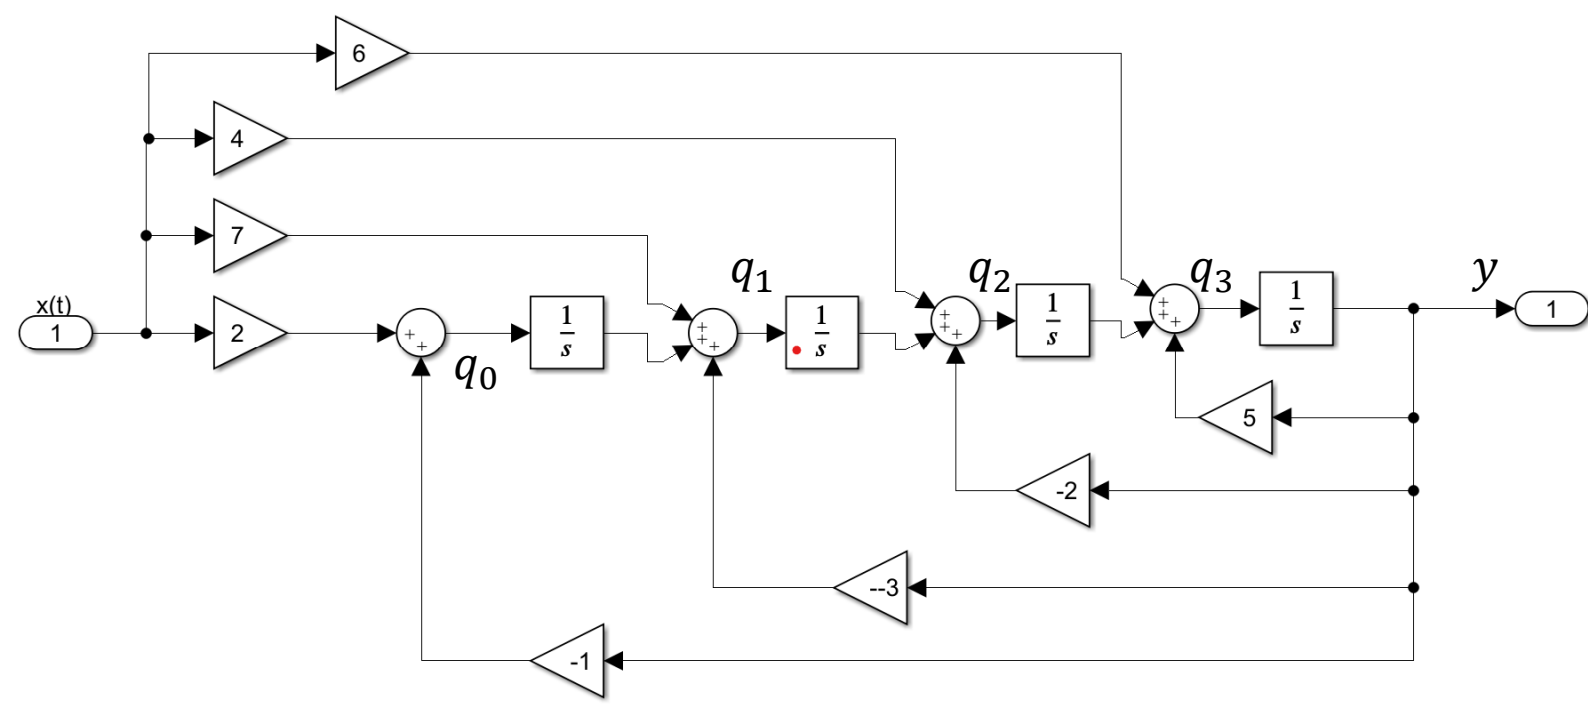 6
4
7
x(t)
1
2
+
+
q0
1
s
+
+
+
q1
1
s
+
+
+
q2
1
s
+
+
+
q3
1
s
y
1
5
-2
--3
-1